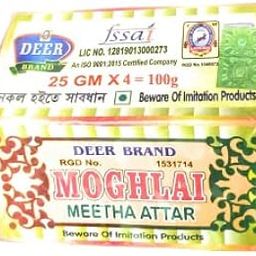 DEER
BRAND
fssai
LIC NO. 12819013000273
An ISO 9001:2015 Certified Company
25 GM X 4 = 100g
নকল হইতে সাবধান
Beware Of Imitation Products
DEER BRAND
RGD No. 1531714
MOGHLAI
MEETHA ATTAR
Beware Of Imitation Products